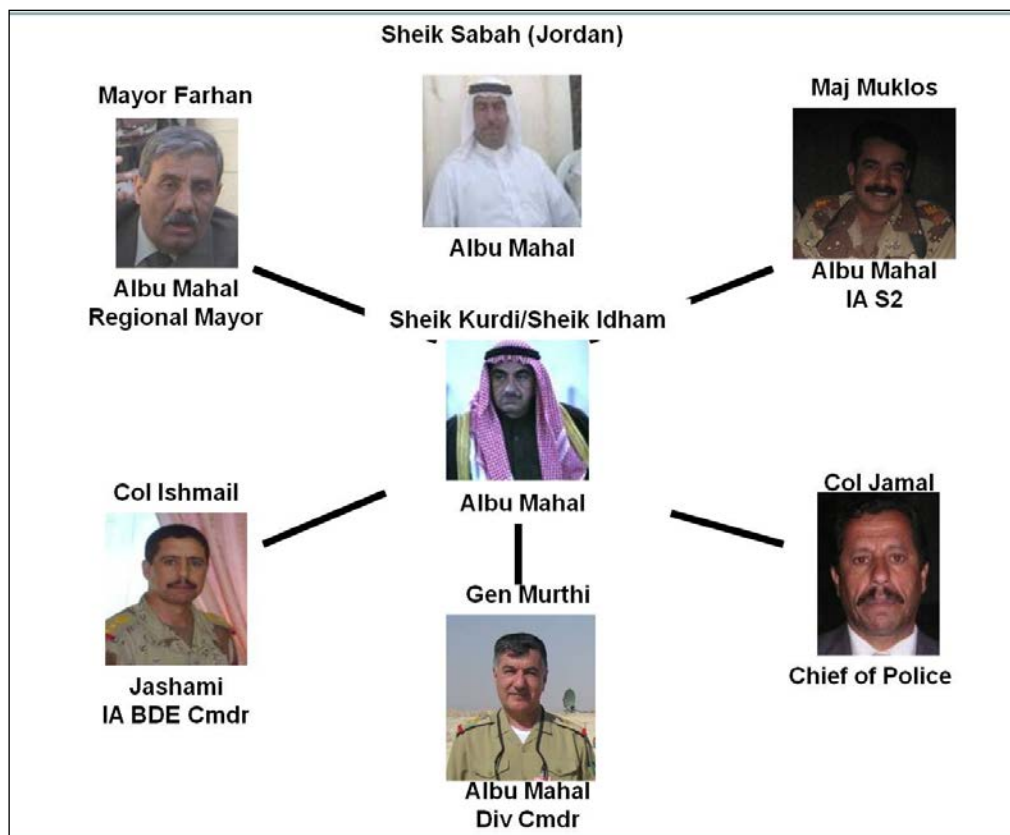 Sheik Sabah (Jordan)
Mayor Farhan
Maj Muklos
Albu Mahal
Albu Mahal
Regional Mayor
Albu Mahal
IA S2
Sheik Kurdi/Sheik Idham
Albu Mahal
Col Ishmail
Col Jamal
Gen Murthi
Jashami
IA BDE Cmdr
Chief of Police
Albu Mahal
Div Cmdr